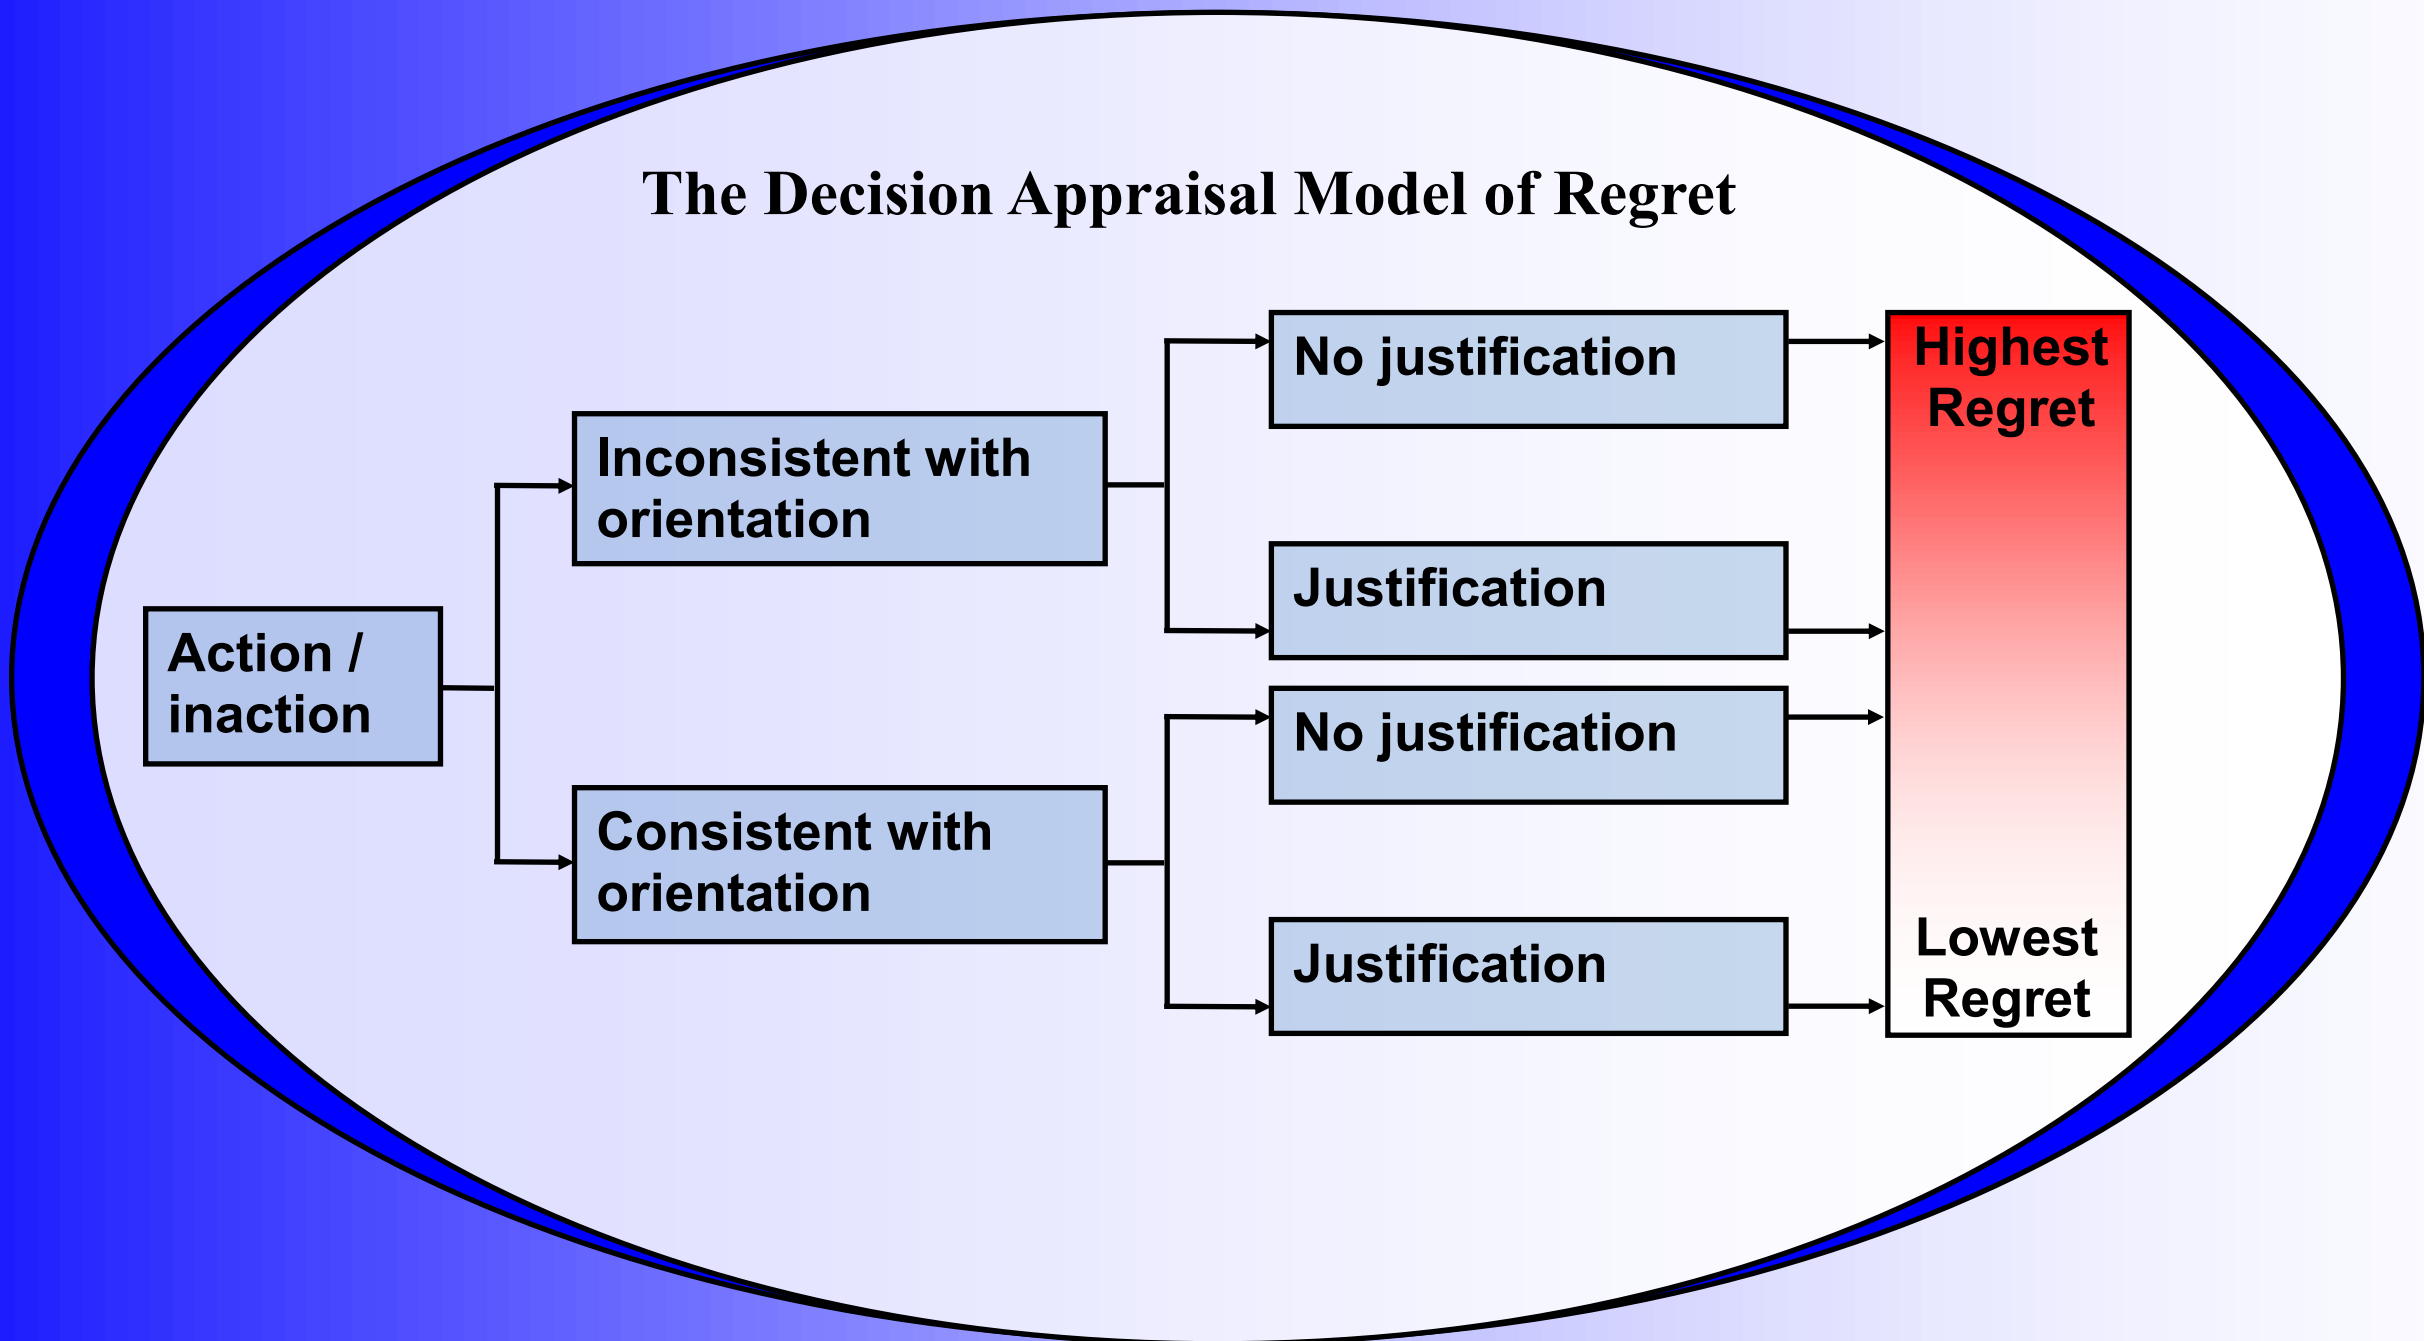 The Decision Appraisal Model of Regret
Action /
inaction
Inconsistent with
orientation
Consistent with
orientation
No justification
Justification
No justification
Justification
Highest
Regret
Lowest
Regret